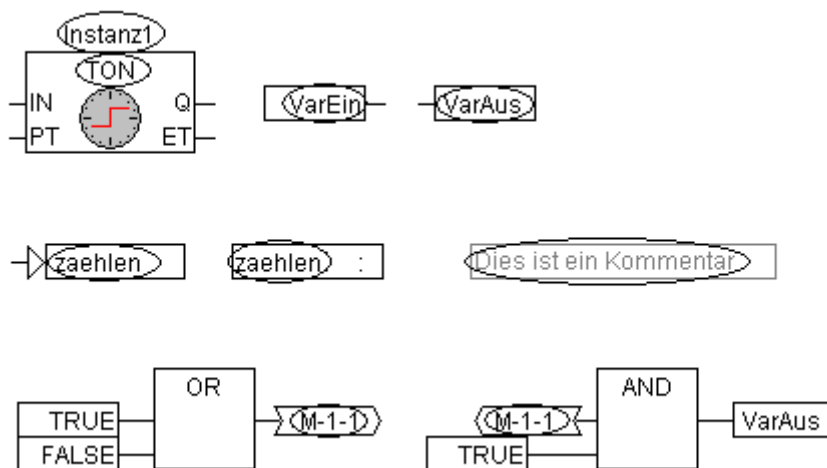 Instanz1
TON
IN Q
PT ET
VarEin
VarAus
zaehlen
zaehlen :
Dies ist ein Kommentar
OR
TRUE
FALSE
M-1-1
AND
M-1-1
TRUE
VarAus